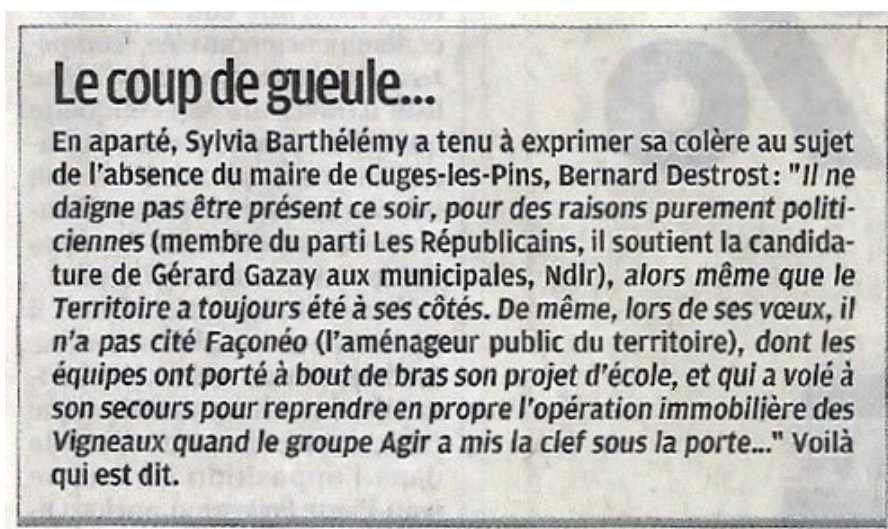 Le coup de gueule...
En aparté, Sylvia Barthélémy a tenu à exprimer sa colère au sujet
de l'absence du maire de Cuges-les-Pins, Bernard Destrost: "Il ne
daigne pas être présent ce soir, pour des raisons purement politi-
ciennes (membre du parti Les Républicains, il soutient la candida-
ture de Gérard Gazay aux municipales, Ndlr), alors même que le
Territoire a toujours été à ses côtés. De même, lors de ses vœux, il
n'a pas cité Façonéo (l'aménageur public du territoire), dont les
équipes ont porté à bout de bras son projet d'école, et qui a volé à
son secours pour reprendre en propre l'opération immobilière des
Vigneaux quand le groupe Agir a mis la clef sous la porte..." Voilà
qui est dit.